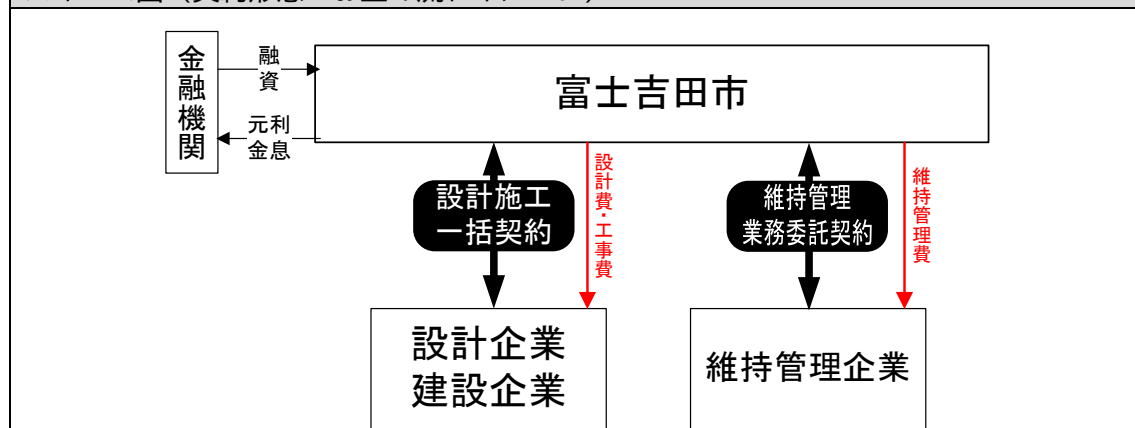 金融機関
融資
元利
金息
富士吉田市
設計施工
一括契約
設計費・工事費
維持管理
業務委託契約
維持管理費
設計企業
建設企業
維持管理企業